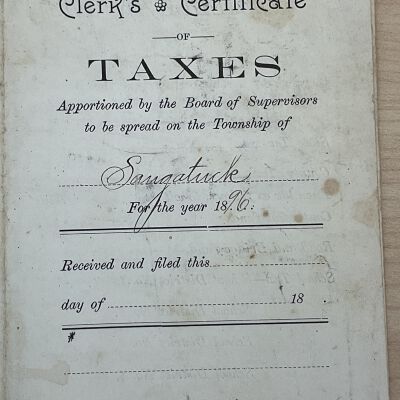 Clerk's Certificate
OF
TAXES
Apportioned by the Board of Supervisors
to be spread on the Township of
Saugatuck
For the year 1896:
Received and filed this
day of 18
*